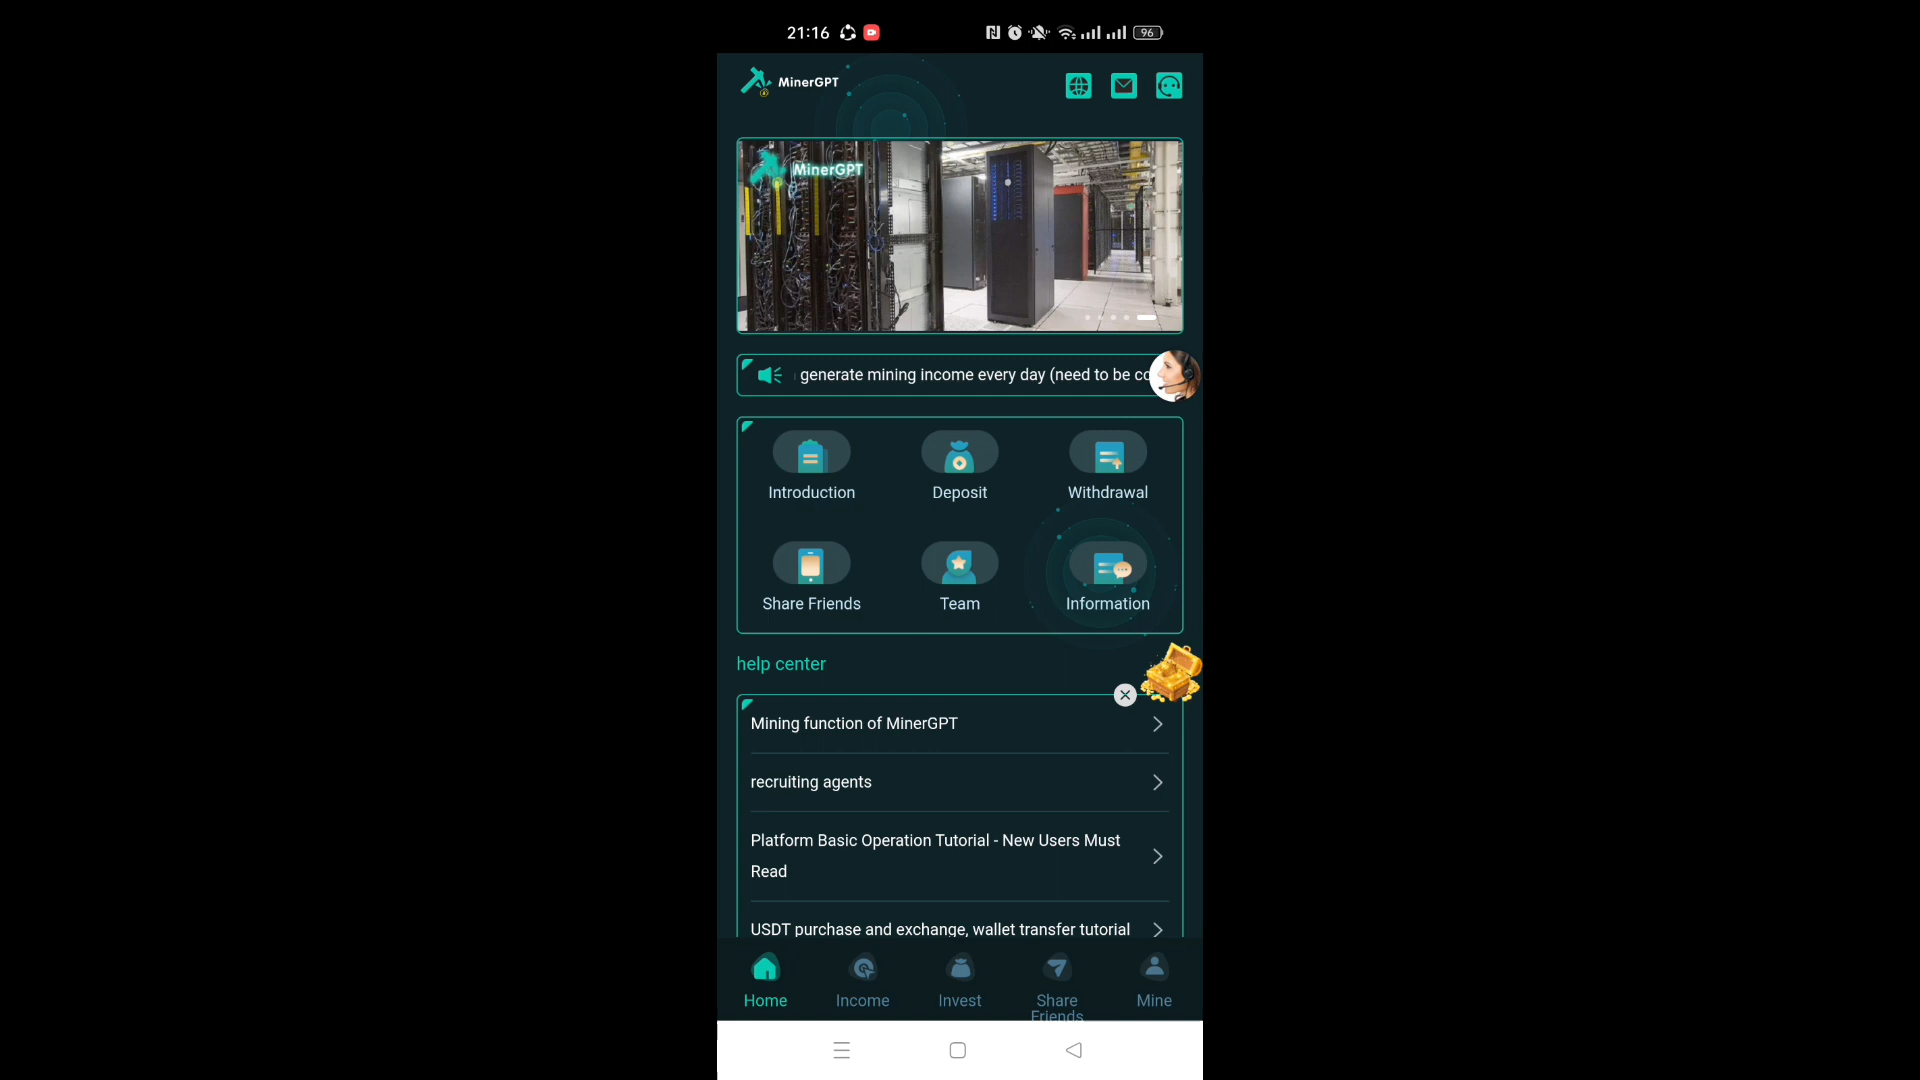 21:16
96
MinerGPT
MinerGPT
generate mining income every day (need to be co
Introduction
Deposit
Withdrawal
Share Friends
Team
Information
help center
Mining function of MinerGPT
recruiting agents
Platform Basic Operation Tutorial - New Users Must
Read
USDT purchase and exchange, wallet transfer tutorial
Home
Income
Invest
Share
Friends
Mine